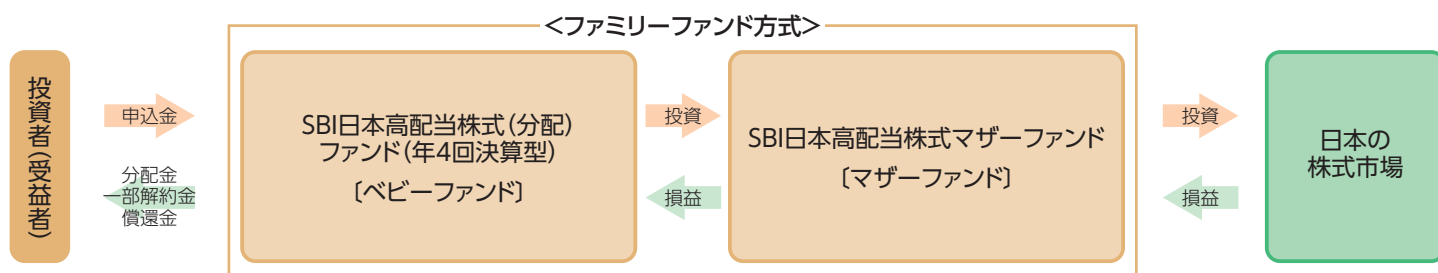 <ファミリーファンド方式>
投資者(受益者)
申込金
分配金
一部解約金
償還金
SBI日本高配当株式(分配)
ファンド(年4回決算型)
〔ベビーファンド〕
投資
損益
SBI日本高配当株式マザーファンド
〔マザーファンド〕
投資
損益
日本の
株式市場